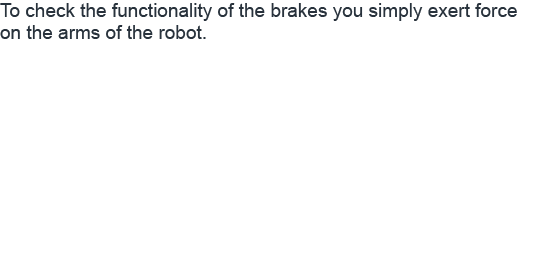 To check the functionality of the brakes you simply exert force
on the arms of the robot.